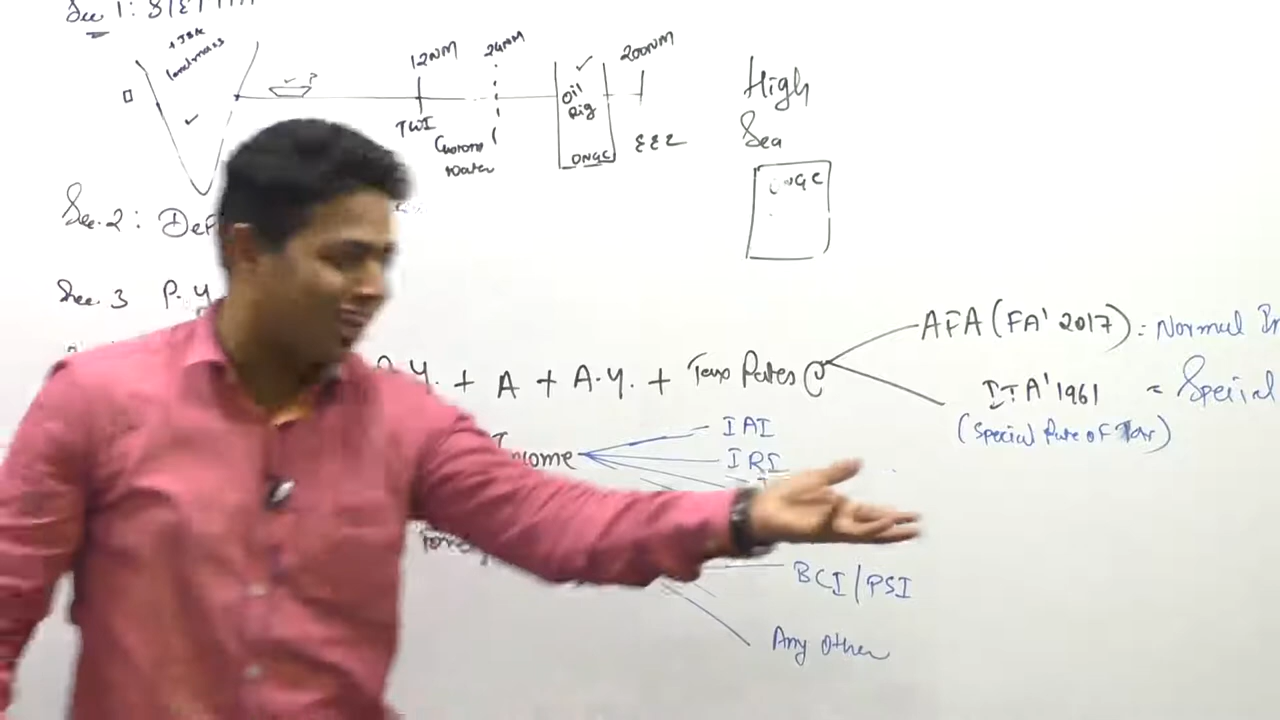 Sec 1:
+ J&K
landmass
12NM
24NM
200NM
TWI
water
Oil
Rig
ONGC
EEZ
High
Sea
ONGC
Sec. 2: Def
Sec. 3 P.Y
AFA (FA' 2017) = Normal In
.Y. + A + A.Y. + Tax Rates @
ITA' 1961 = Special
(Special Rate of Tax)
IAI
come
IRI
BCI/PSI
Any Other